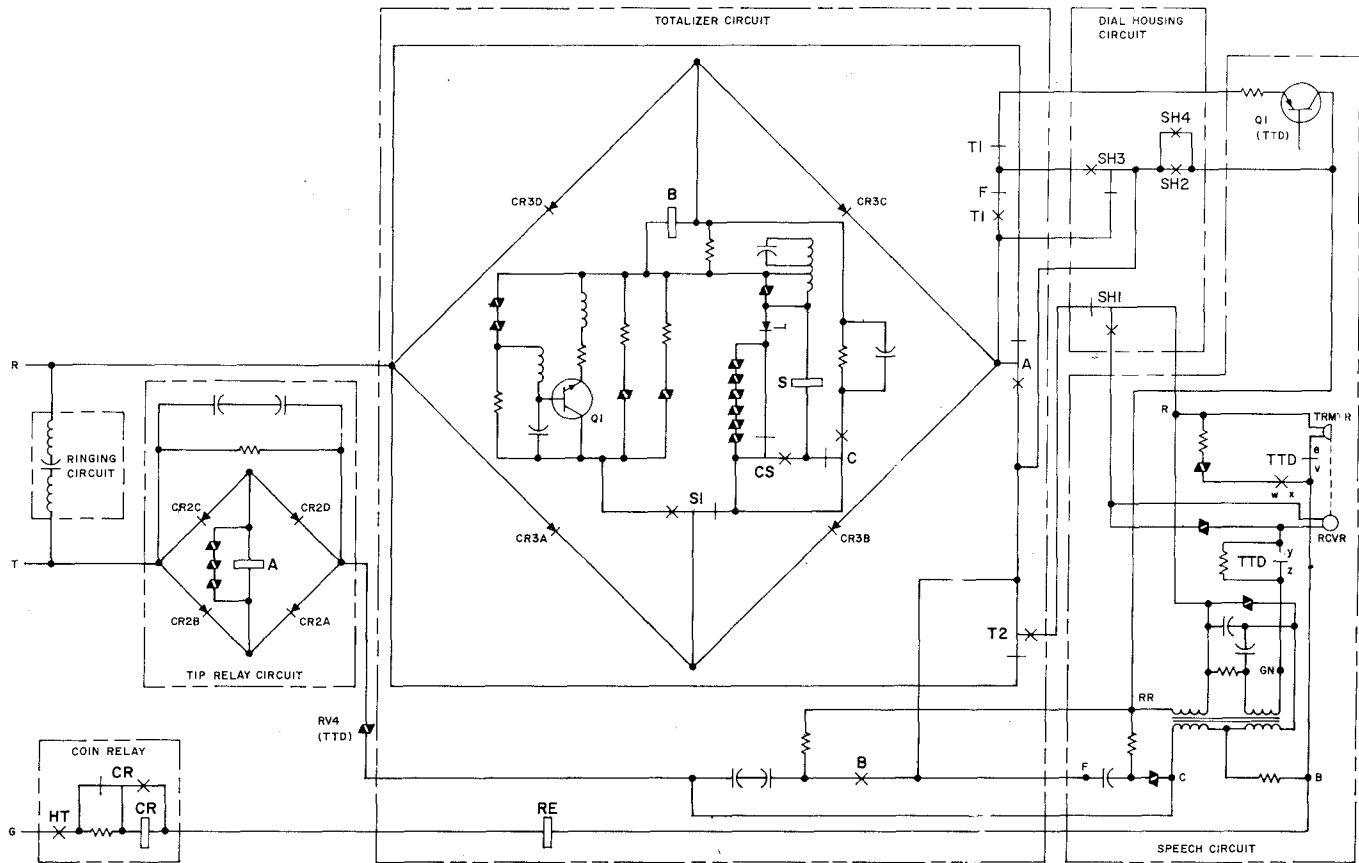 TOTALIZER CIRCUIT
DIAL HOUSING
CIRCUIT
Q1
(TTD)
SH4
T1
SH3
SH2
B
CR3D
CR3C
F
T1
SH1
R
A
S
Q1
R
TRMTR
RINGING
CIRCUIT
θ
TTD
V
CS
C
W X
CR2C
CR2D
S1
CR3A
CR3B
RCVR
T
A
TTD
y
z
CR2B
CR2A
T2
TIP RELAY CIRCUIT
GN
RR
RV4
(TTD)
COIN RELAY
B
F
C
B
CR
CR
HT
RE
G
SPEECH CIRCUIT